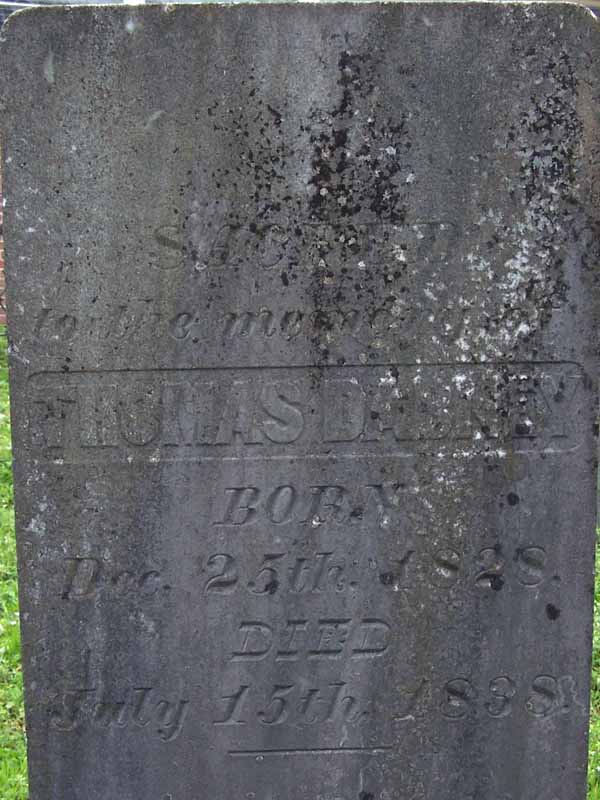 SACRED
to the memory of
THOMAS DABNEY
BORN
Dec. 25th. 1828.
DIED
July 15th. 1838.